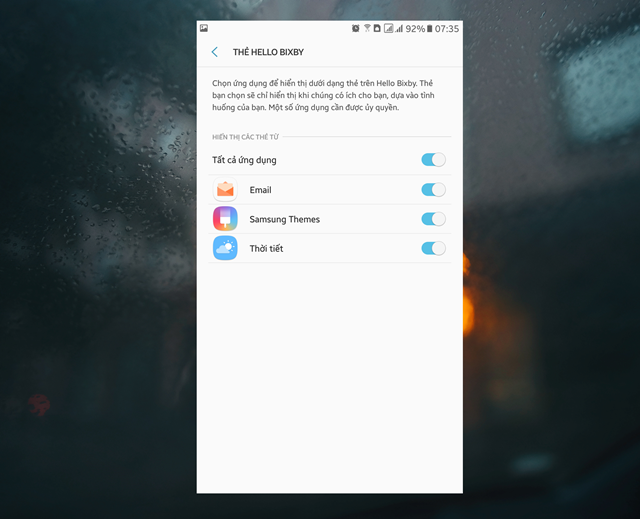 92% 07:35
THẺ HELLO BIXBY
Chọn ứng dụng để hiển thị dưới dạng thẻ trên Hello Bixby. Thẻ
bạn chọn sẽ chỉ hiển thị khi chúng có ích cho bạn, dựa vào tình
huống của bạn. Một số ứng dụng cần được ủy quyền.
HIỂN THỊ CÁC THẺ TỪ
Tất cả ứng dụng
Email
Samsung Themes
Thời tiết